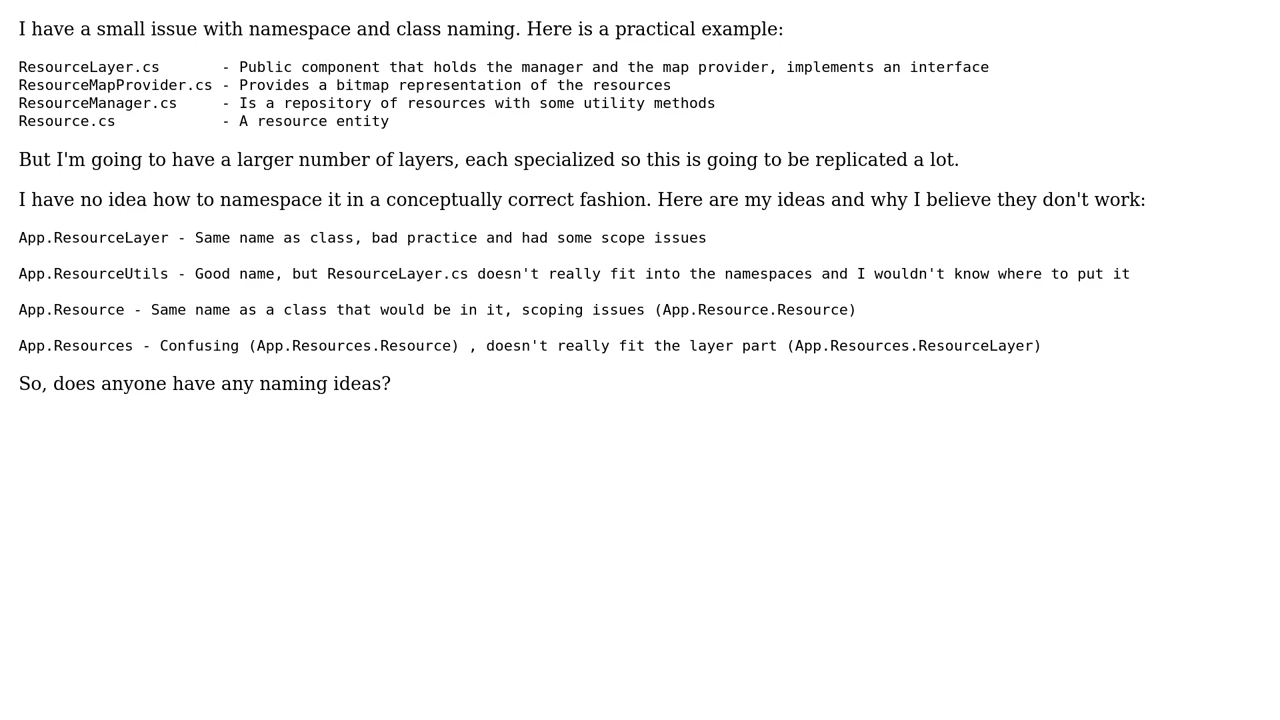 I have a small issue with namespace and class naming. Here is a practical example:
ResourceLayer.cs       - Public component that holds the manager and the map provider, implements an interface
ResourceMapProvider.cs - Provides a bitmap representation of the resources
ResourceManager.cs     - Is a repository of resources with some utility methods
Resource.cs            - A resource entity
But I'm going to have a larger number of layers, each specialized so this is going to be replicated a lot.
I have no idea how to namespace it in a conceptually correct fashion. Here are my ideas and why I believe they don't work:
App.ResourceLayer - Same name as class, bad practice and had some scope issues
App.ResourceUtils - Good name, but ResourceLayer.cs doesn't really fit into the namespaces and I wouldn't know where to put it
App.Resource - Same name as a class that would be in it, scoping issues (App.Resource.Resource)
App.Resources - Confusing (App.Resources.Resource) , doesn't really fit the layer part (App.Resources.ResourceLayer)
So, does anyone have any naming ideas?